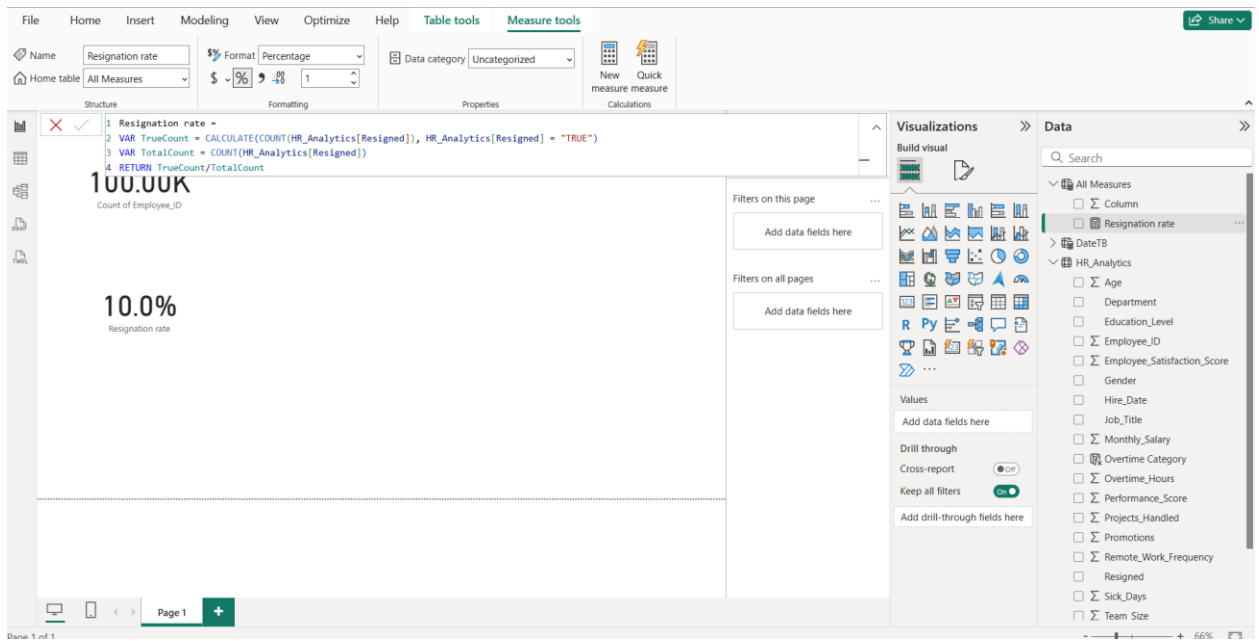 File Home Insert Modeling View Optimize Help Table tools Measure tools Share
Name Resignation rate
Home table All Measures
Structure
$% Format Percentage
$ % 9 .00 1
Formatting
Data category Uncategorized
Properties
New measure
Quick measure
Calculations
1 Resignation rate =
2 VAR TrueCount = CALCULATE(COUNT(HR_Analytics[Resigned]), HR_Analytics[Resigned] = "TRUE")
3 VAR TotalCount = COUNT(HR_Analytics[Resigned])
4 RETURN TrueCount/TotalCount
100.00K
Count of Employee_ID
10.0%
Resignation rate
Filters on this page ...
Add data fields here
Filters on all pages ...
Add data fields here
Visualizations
Build visual
123
R Py
...
Values
Add data fields here
Drill through
Cross-report Off
Keep all filters On
Add drill-through fields here
Data
Search
All Measures
Column
Resignation rate ...
DateTB
HR_Analytics
Age
Department
Education_Level
Employee_ID
Employee_Satisfaction_Score
Gender
Hire_Date
Job_Title
Monthly_Salary
Overtime Category
Overtime_Hours
Performance_Score
Projects_Handled
Promotions
Remote_Work_Frequency
Resigned
Sick_Days
Team_Size
Page 1
Page 1 of 1
- + 66%